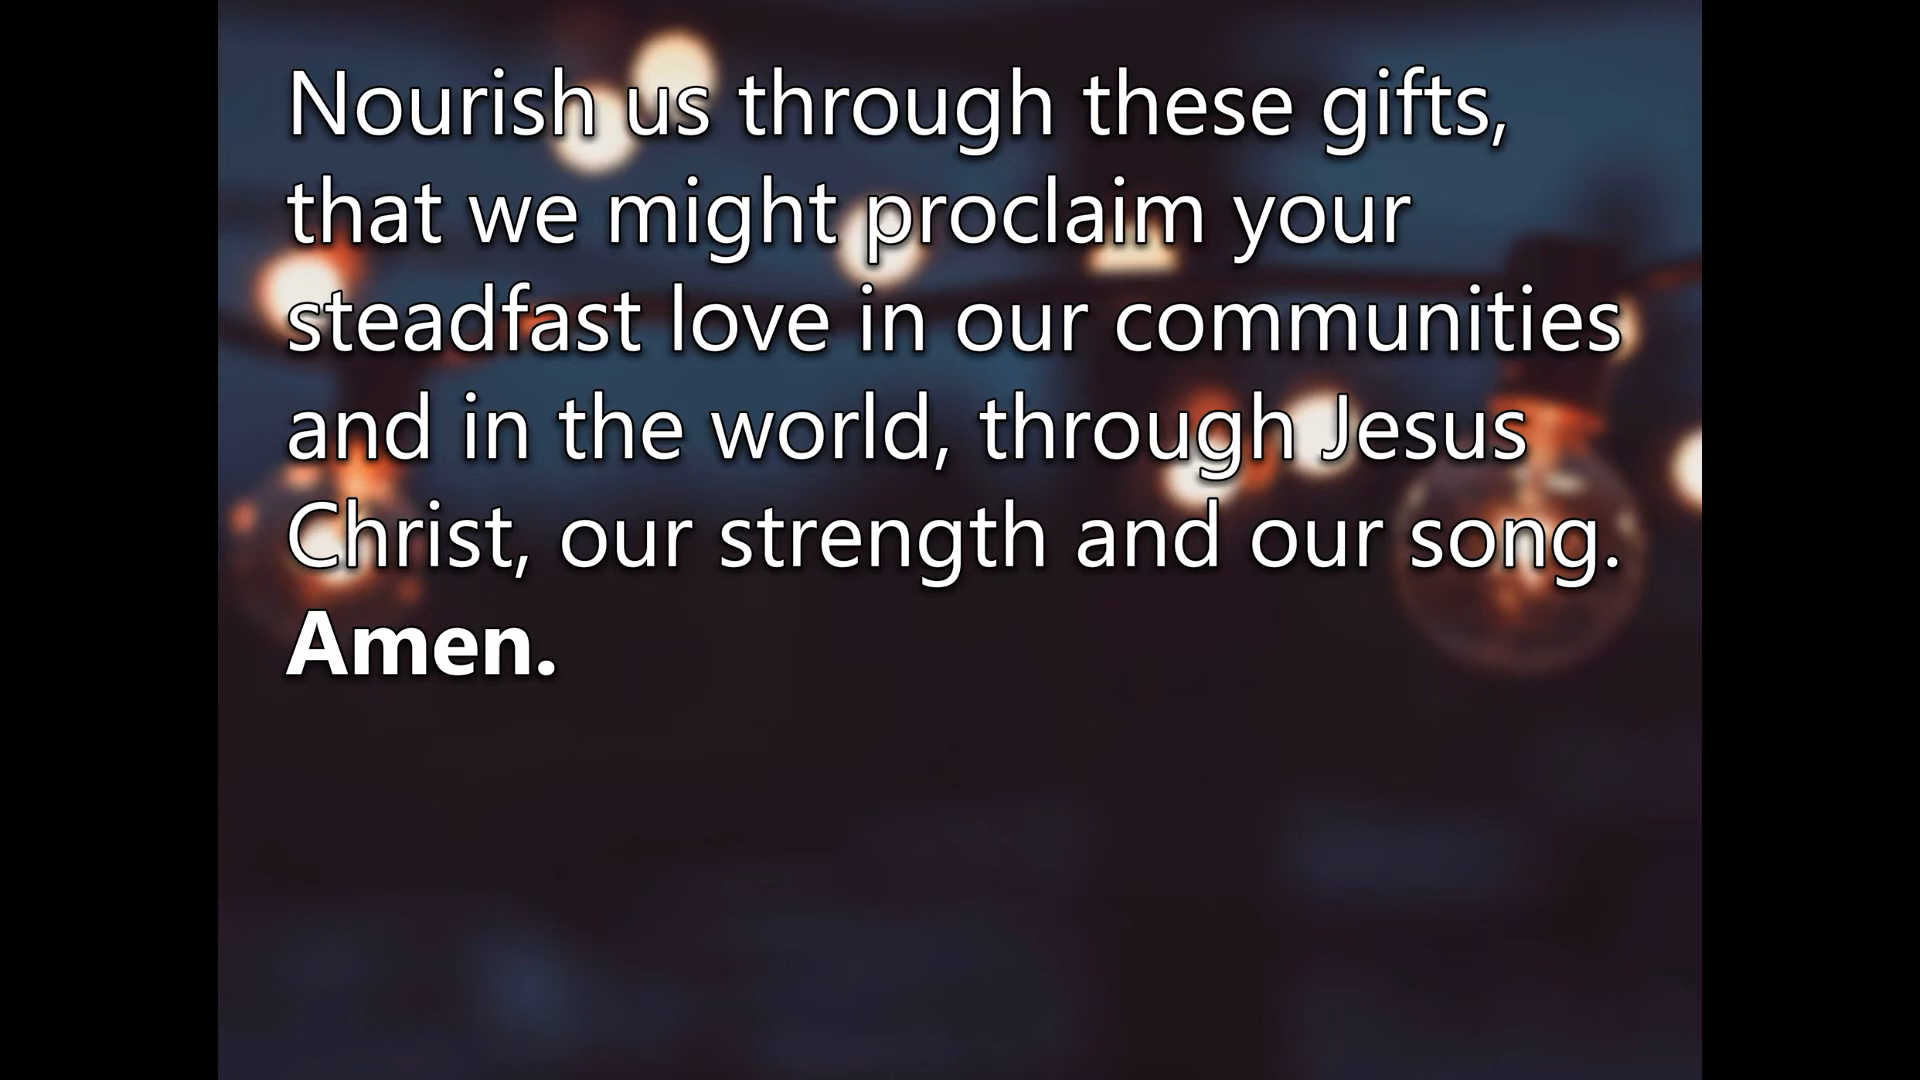 Nourish us through these gifts,
that we might proclaim your
steadfast love in our communities
and in the world, through Jesus
Christ, our strength and our song.
Amen.